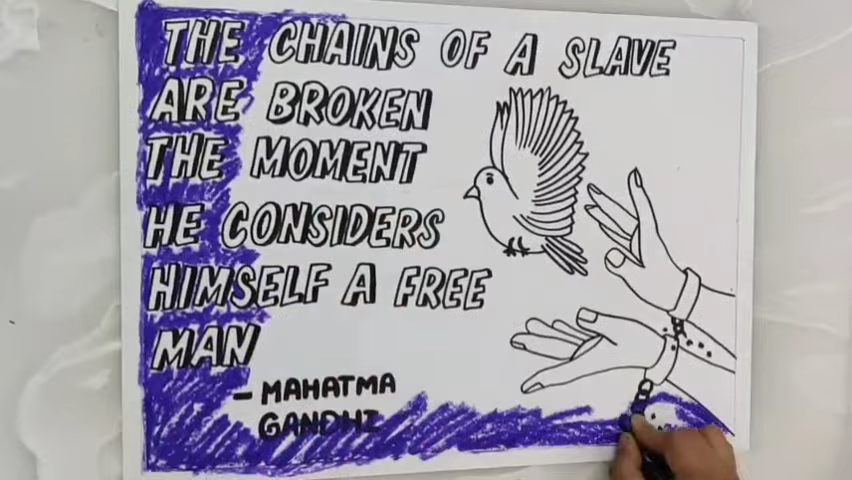 THE CHAINS OF A SLAVE
ARE BROKEN
THE MOMENT
HE CONSIDERS
HIMSELF A FREE
MAN
- MAHATMA
GANDHI